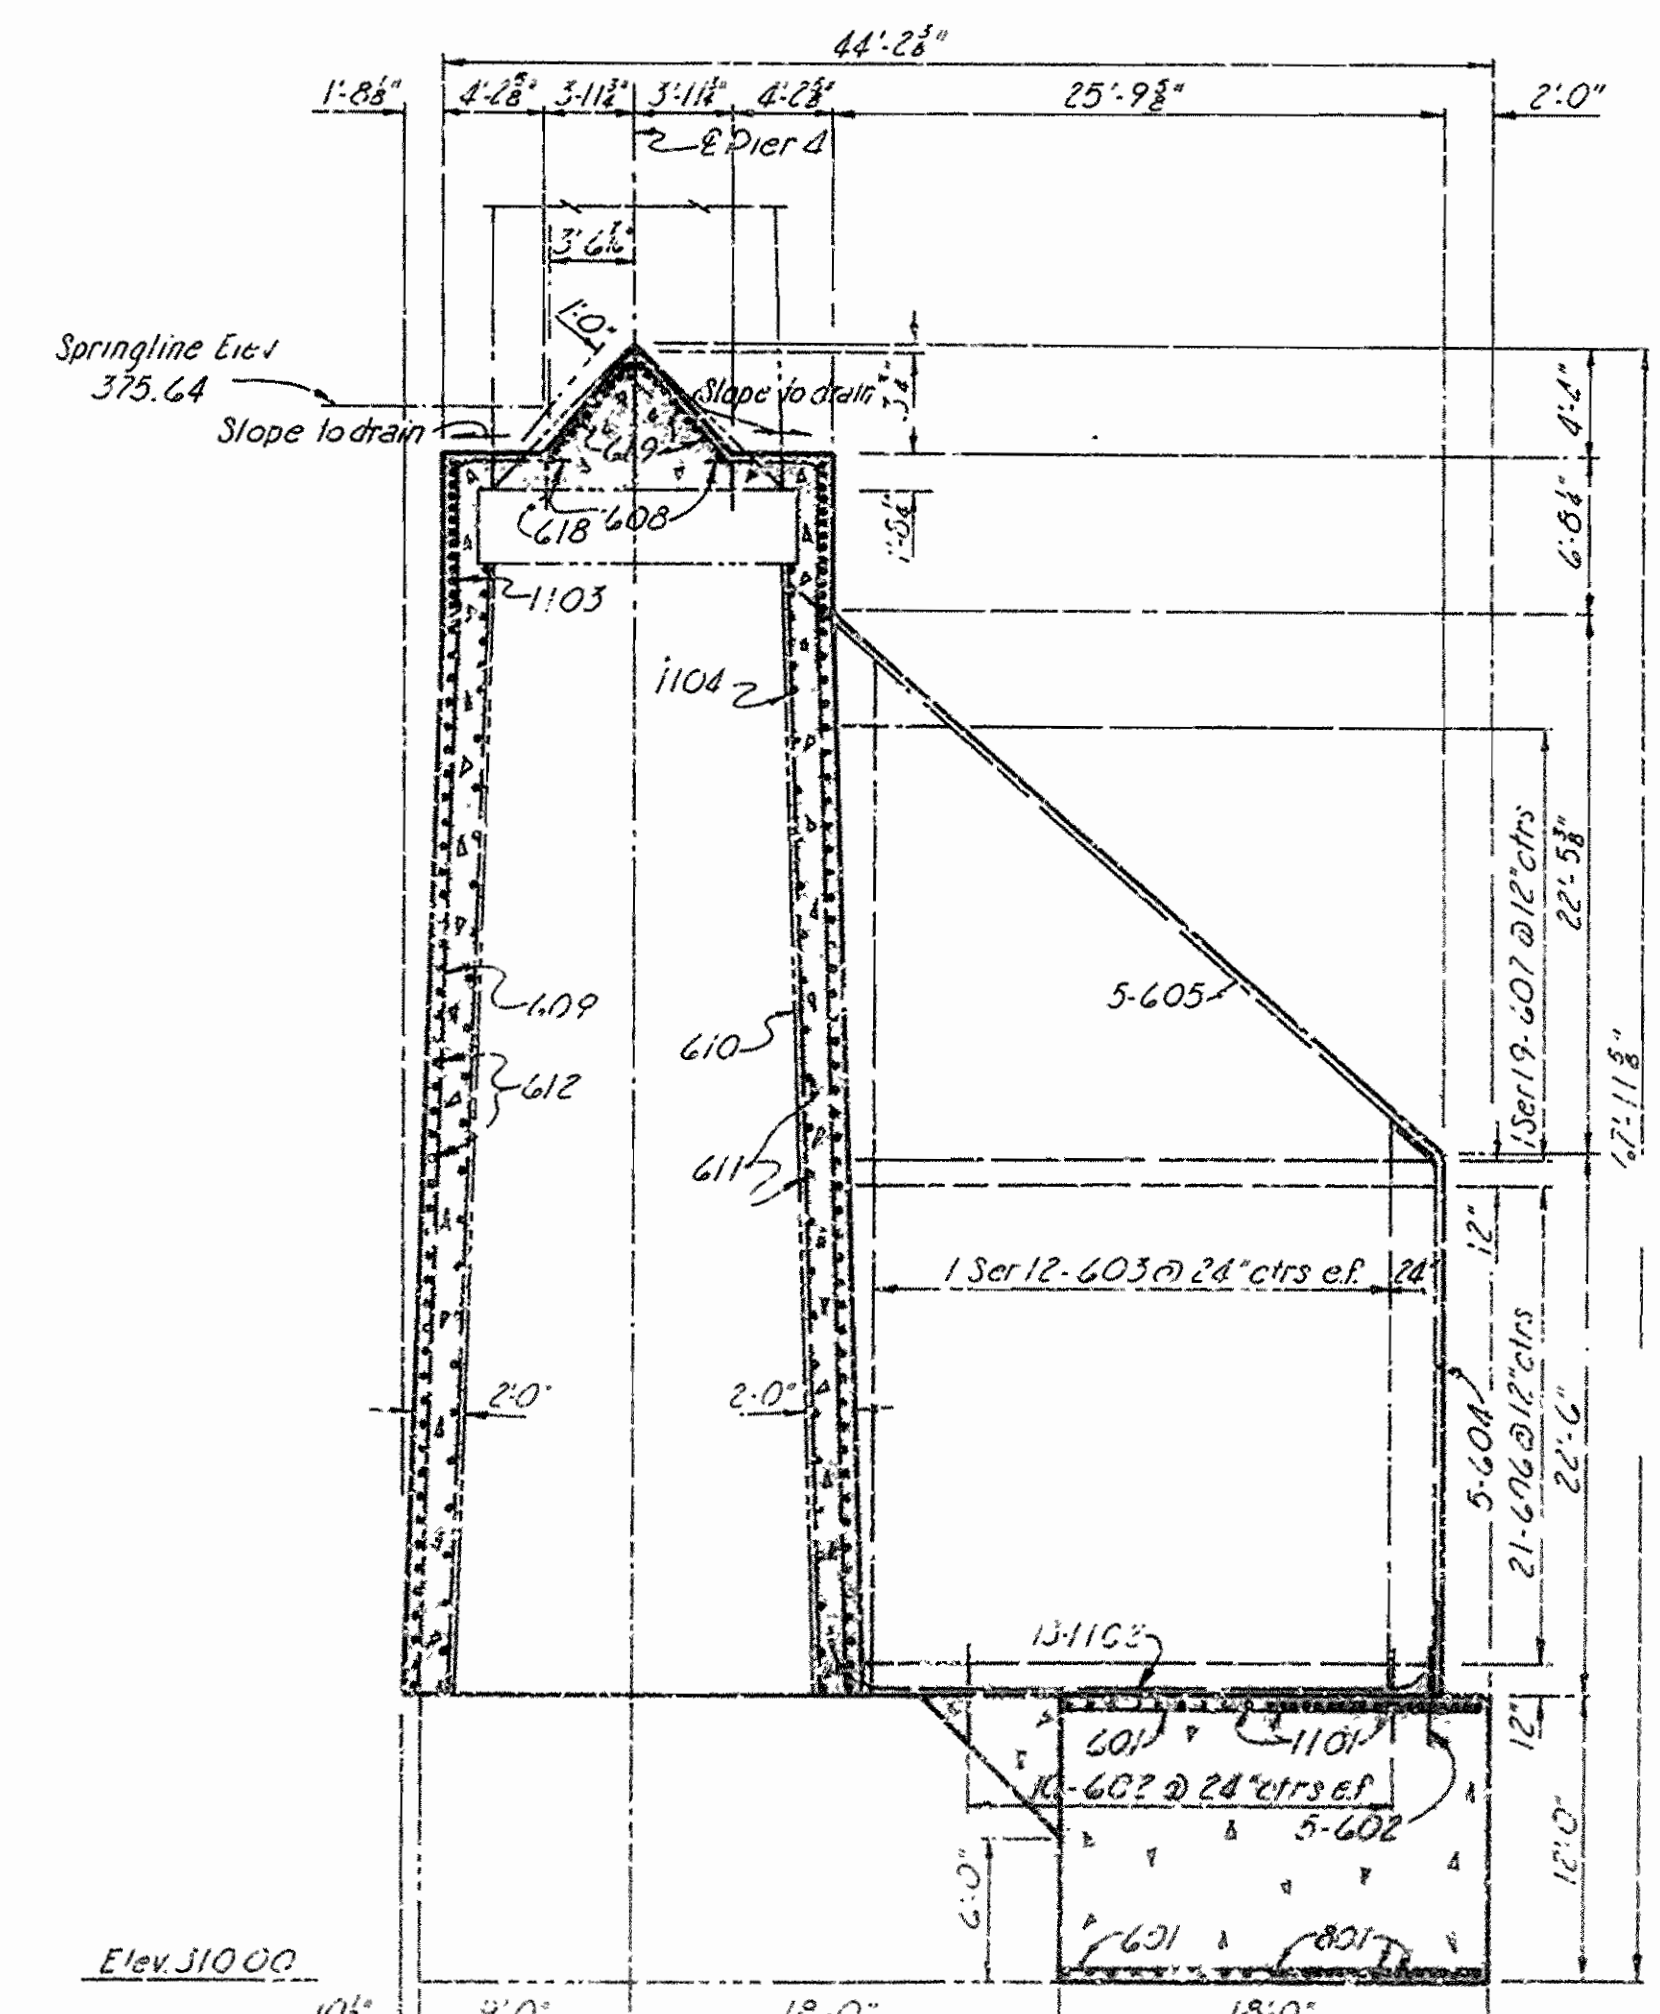 44'-2⅜"
1'-8⅛" 4'-2⅝" 3'-11¾" 3'-11¾" 4'-2⅝" 25'-9⅝" 2'-0"
℄ Pier 4
1'-0"
Springline Elev
375.64
Slope to drain
Slope to drain
4'-4"
619
618 608
6'-8¼"
1103
1104
1 Ser 19-607 @ 12" ctrs
22'-5⅜"
5-605
609
610
67'-11⅝"
612
611
12"
1 Ser 12-603 @ 24" ctrs e.f. 24"
2'-0" 2'-0"
5-604
21-606 @ 12" ctrs
22'-6"
601 1101
12"
10-602 @ 24" ctrs e.f.
5-602
6'-0"
12'-0"
601 801
Elev. 310.00
9'-0" 18'-0" 18'-0"